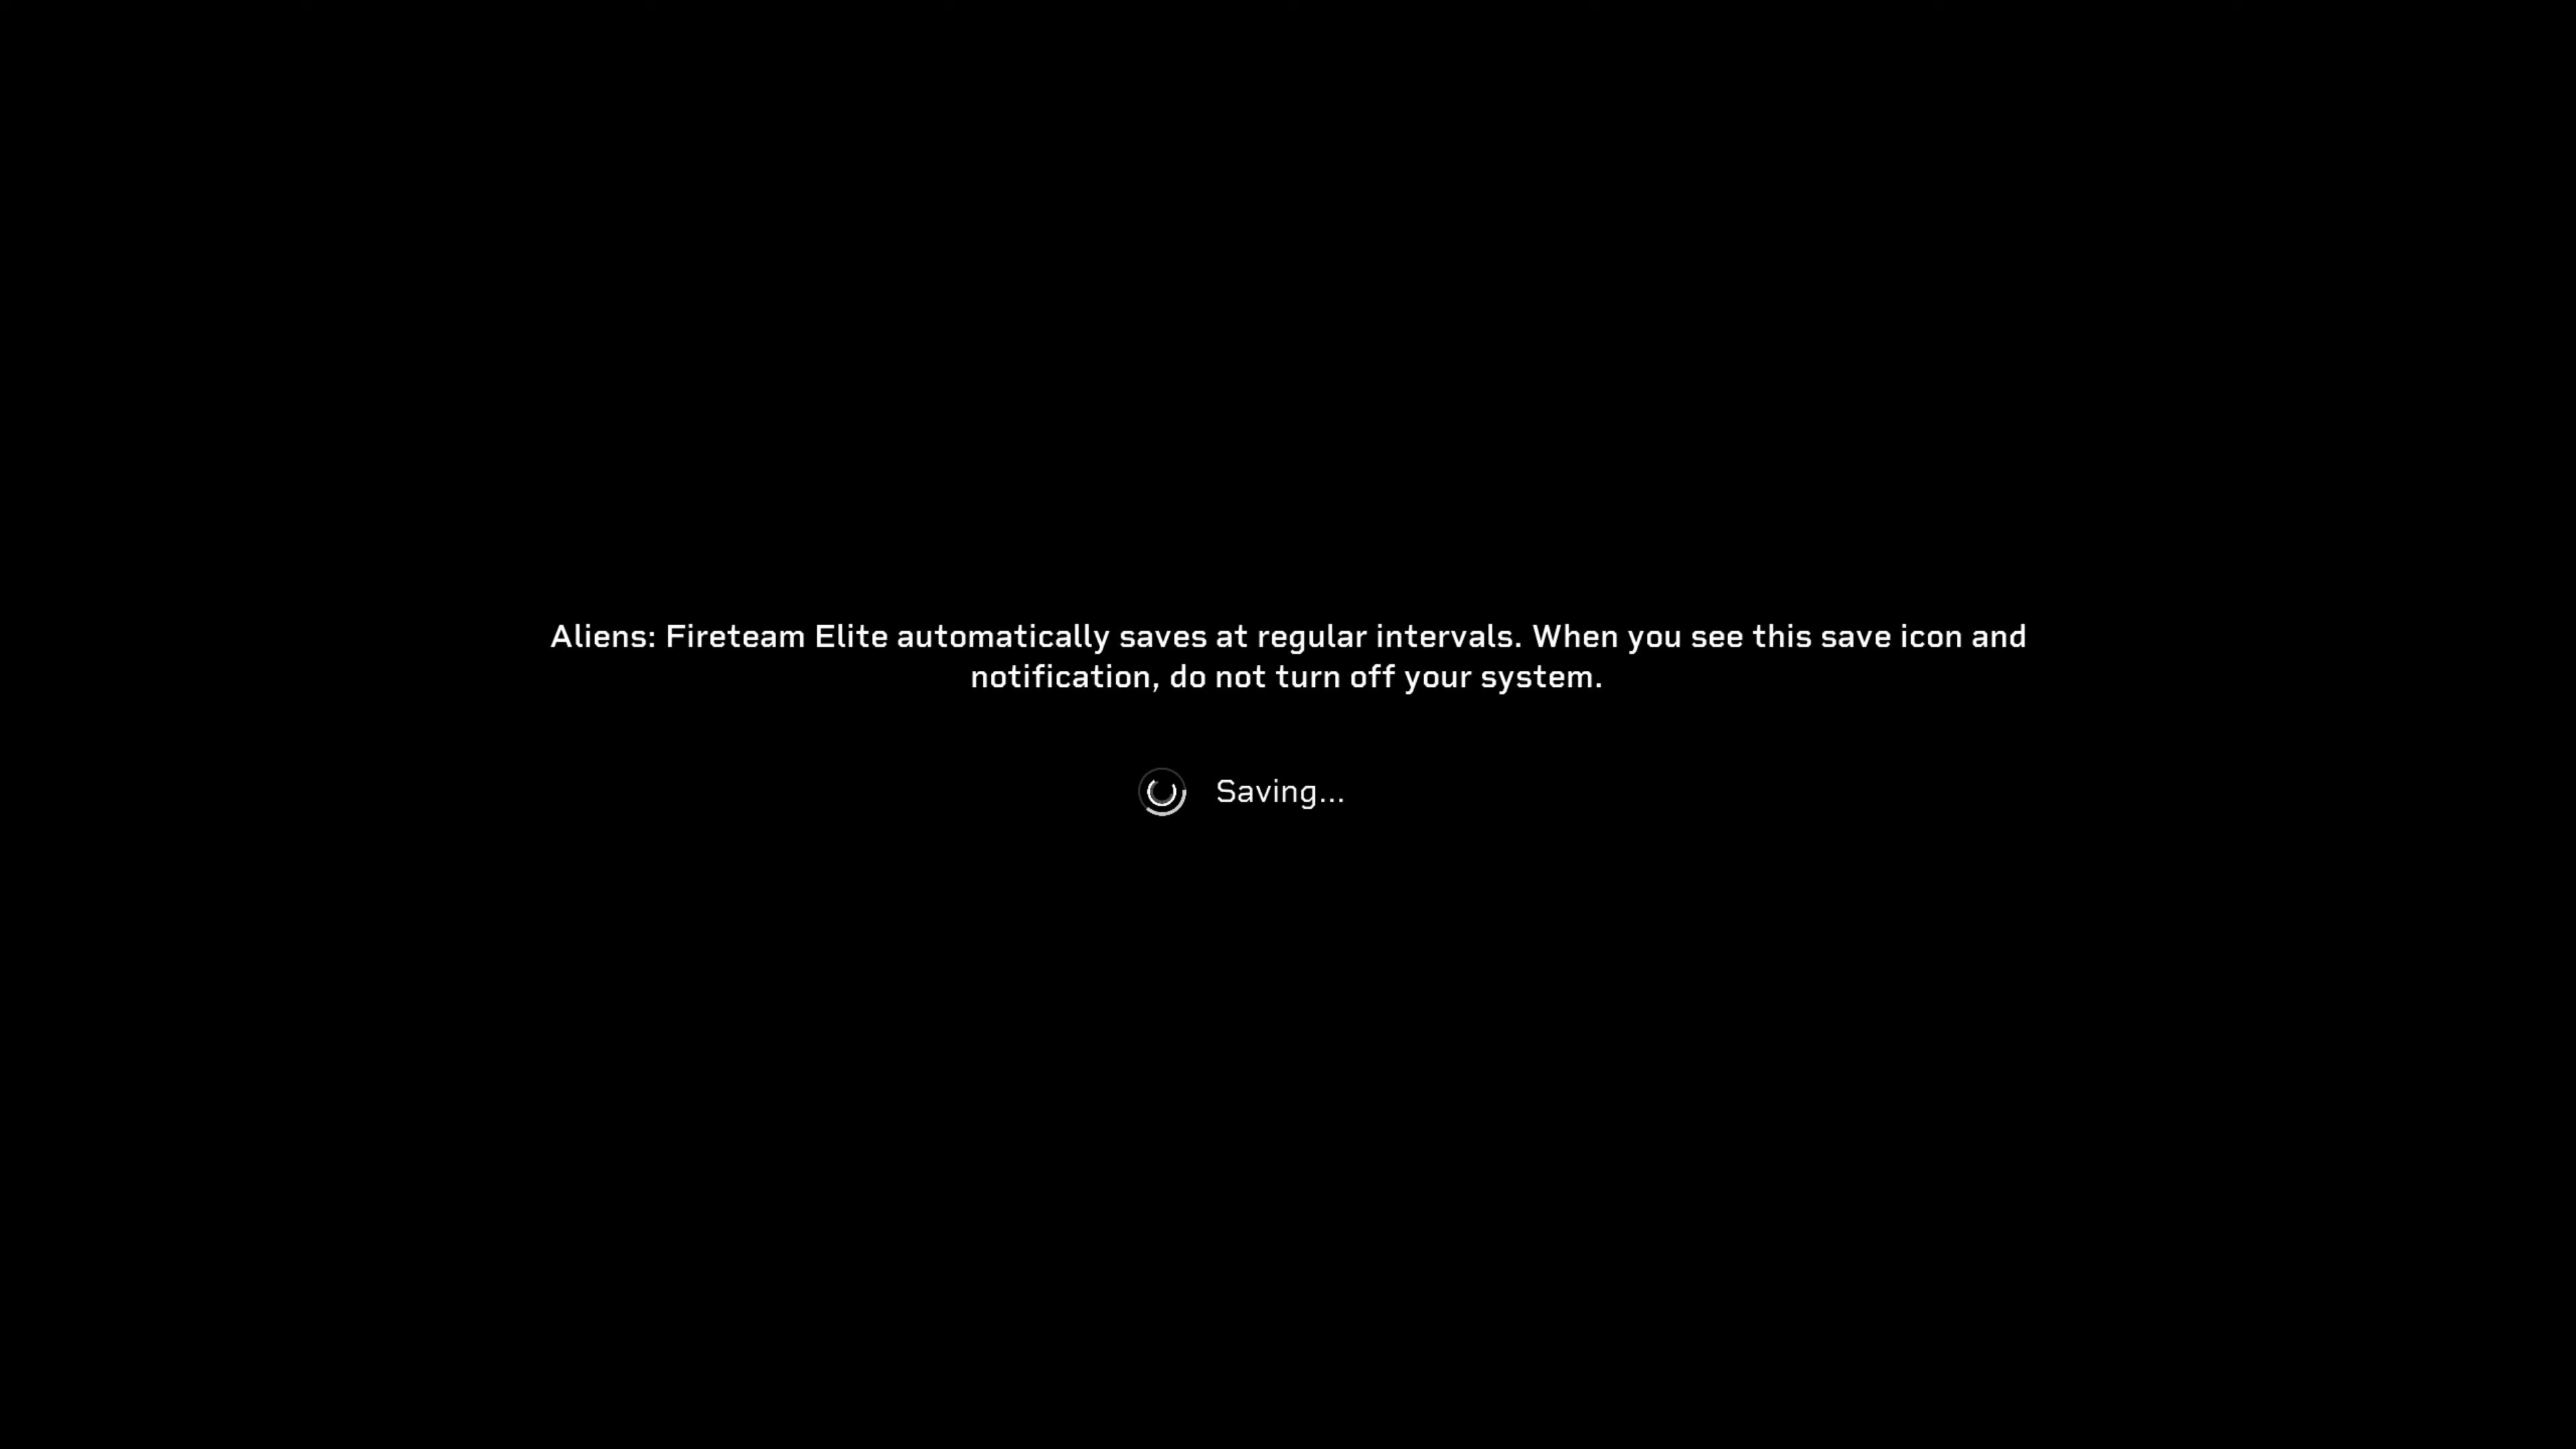 Aliens: Fireteam Elite automatically saves at regular intervals. When you see this save icon and
notification, do not turn off your system.
Saving...